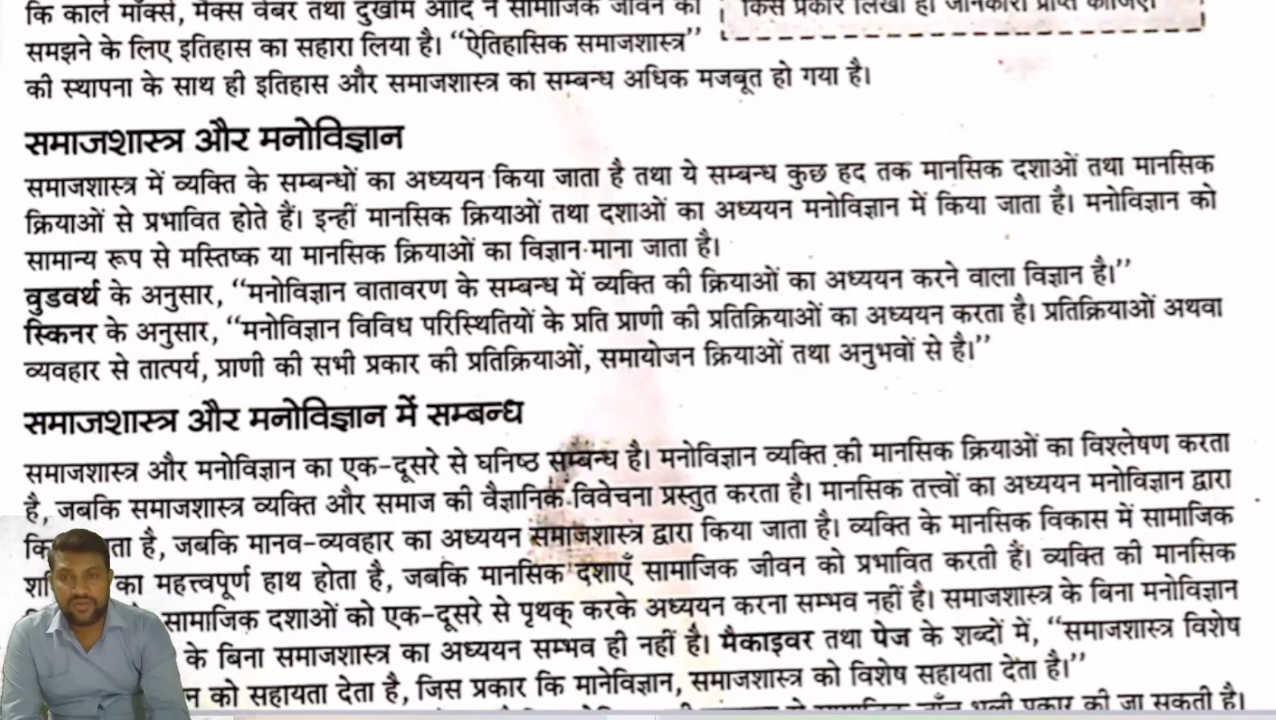 कि कार्ल मार्क्स, मैक्स वेबर तथा दुर्खीम आदि ने सामाजिक जीवन को
किस प्रकार लिखी है। जानकारी प्राप्त कीजिए।
समझने के लिए इतिहास का सहारा लिया है। “ऐतिहासिक समाजशास्त्र”
की स्थापना के साथ ही इतिहास और समाजशास्त्र का सम्बन्ध अधिक मजबूत हो गया है।
समाजशास्त्र और मनोविज्ञान
समाजशास्त्र में व्यक्ति के सम्बन्धों का अध्ययन किया जाता है तथा ये सम्बन्ध कुछ हद तक मानसिक दशाओं तथा मानसिक
क्रियाओं से प्रभावित होते हैं। इन्हीं मानसिक क्रियाओं तथा दशाओं का अध्ययन मनोविज्ञान में किया जाता है। मनोविज्ञान को
सामान्य रूप से मस्तिष्क या मानसिक क्रियाओं का विज्ञान माना जाता है।
वुडवर्थ के अनुसार, “मनोविज्ञान वातावरण के सम्बन्ध में व्यक्ति की क्रियाओं का अध्ययन करने वाला विज्ञान है।”
स्किनर के अनुसार, “मनोविज्ञान विविध परिस्थितियों के प्रति प्राणी की प्रतिक्रियाओं का अध्ययन करता है। प्रतिक्रियाओं अथवा
व्यवहार से तात्पर्य, प्राणी की सभी प्रकार की प्रतिक्रियाओं, समायोजन क्रियाओं तथा अनुभवों से है।”
समाजशास्त्र और मनोविज्ञान में सम्बन्ध
समाजशास्त्र और मनोविज्ञान का एक-दूसरे से घनिष्ठ सम्बन्ध है। मनोविज्ञान व्यक्ति की मानसिक क्रियाओं का विश्लेषण करता
है, जबकि समाजशास्त्र व्यक्ति और समाज की वैज्ञानिक विवेचना प्रस्तुत करता है। मानसिक तत्त्वों का अध्ययन मनोविज्ञान द्वारा
कि ता है, जबकि मानव-व्यवहार का अध्ययन समाजशास्त्र द्वारा किया जाता है। व्यक्ति के मानसिक विकास में सामाजिक
का महत्त्वपूर्ण हाथ होता है, जबकि मानसिक दशाएँ सामाजिक जीवन को प्रभावित करती हैं। व्यक्ति की मानसिक
सामाजिक दशाओं को एक-दूसरे से पृथक् करके अध्ययन करना सम्भव नहीं है। समाजशास्त्र के बिना मनोविज्ञान
के बिना समाजशास्त्र का अध्ययन सम्भव ही नहीं है। मैकाइवर तथा पेज के शब्दों में, “समाजशास्त्र विशेष
न को सहायता देता है, जिस प्रकार कि मानेविज्ञान, समाजशास्त्र को विशेष सहायता देता है।”
सामाजिक भली प्रकार की जा सकती है।